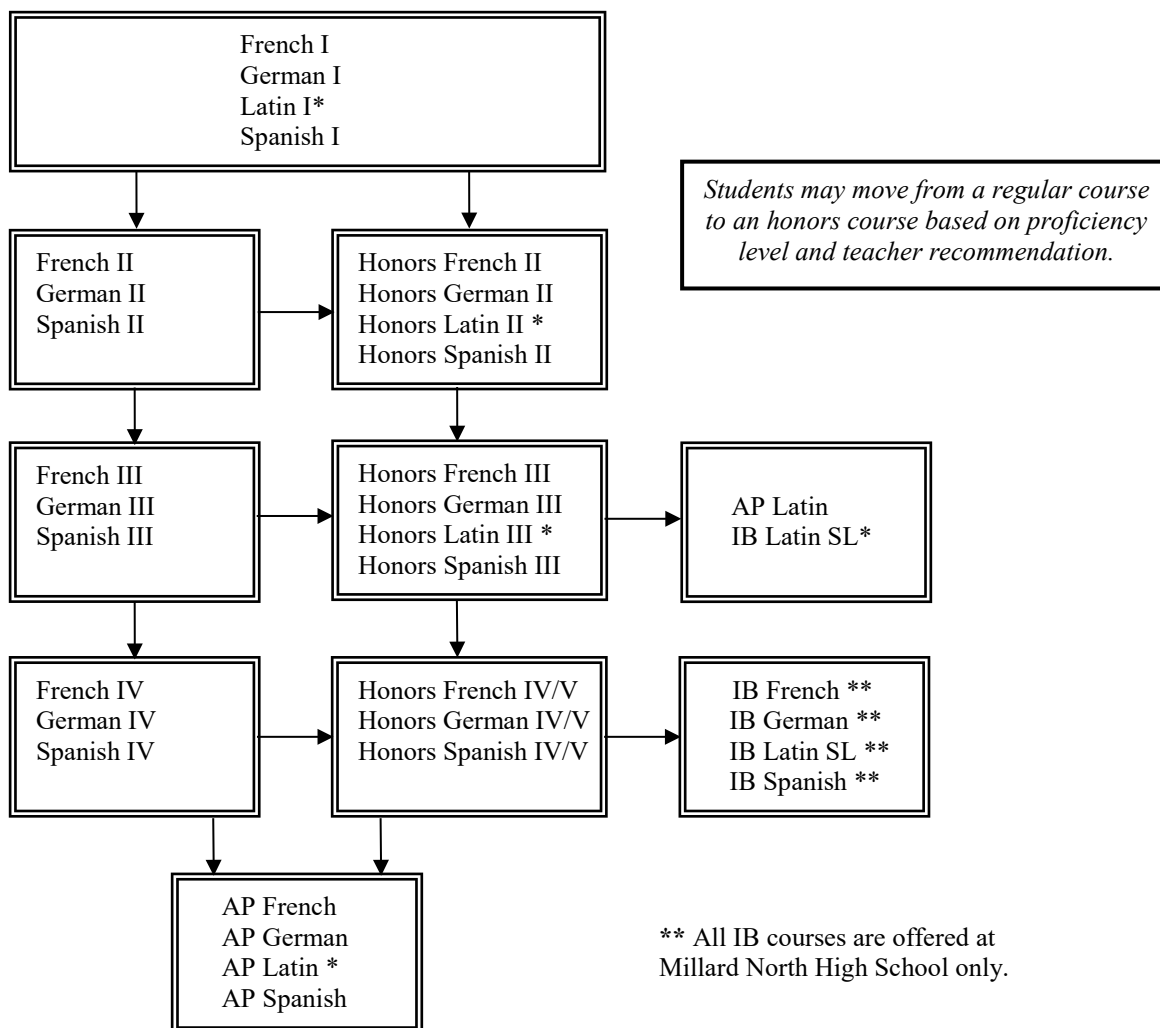 French I
German I
Latin I*
Spanish I
Students may move from a regular course
to an honors course based on proficiency
level and teacher recommendation.
French II
German II
Spanish II
Honors French II
Honors German II
Honors Latin II *
Honors Spanish II
French III
German III
Spanish III
Honors French III
Honors German III
Honors Latin III *
Honors Spanish III
AP Latin
IB Latin SL*
French IV
German IV
Spanish IV
Honors French IV/V
Honors German IV/V
Honors Spanish IV/V
IB French **
IB German **
IB Latin SL **
IB Spanish **
AP French
AP German
AP Latin *
AP Spanish
** All IB courses are offered at
Millard North High School only.